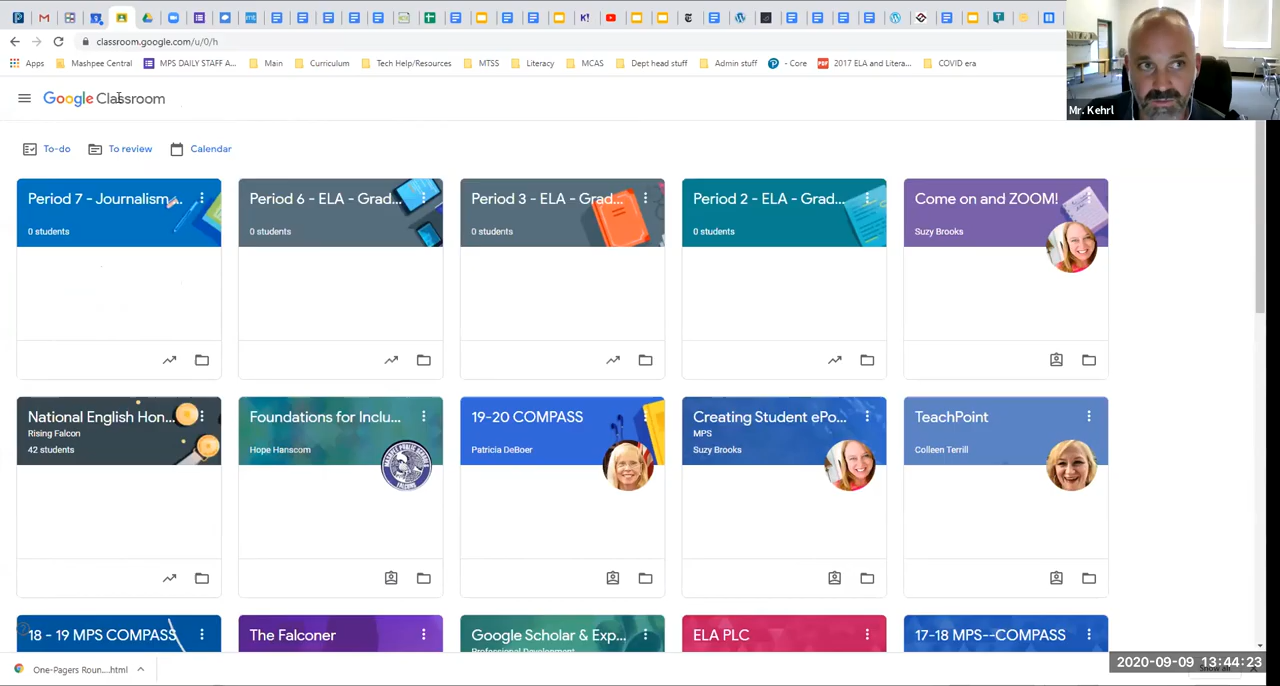 classroom.google.com/u/0/h
Apps Mashpee Central MPS DAILY STAFF A... Main Curriculum Tech Help/Resources MTSS Literacy MCAS Dept head stuff Admin stuff - Core 2017 ELA and Litera... COVID era
Mr. Kehrl
Google Classroom
To-do To review Calendar
Period 7 - Journalism ... Period 6 - ELA - Grad... Period 3 - ELA - Grad... Period 2 - ELA - Grad... Come on and ZOOM!
0 students 0 students 0 students 0 students Suzy Brooks
National English Hon... Foundations for Inclu... 19-20 COMPASS Creating Student ePo... TeachPoint
Rising Falcon MPS
42 students Hope Hanscom Patricia DeBoer Suzy Brooks Colleen Terrill
18 - 19 MPS COMPASS The Falconer Google Scholar & Exp... ELA PLC 17-18 MPS--COMPASS
Professional Development
One-Pagers Roun....html
2020-09-09 13:44:23